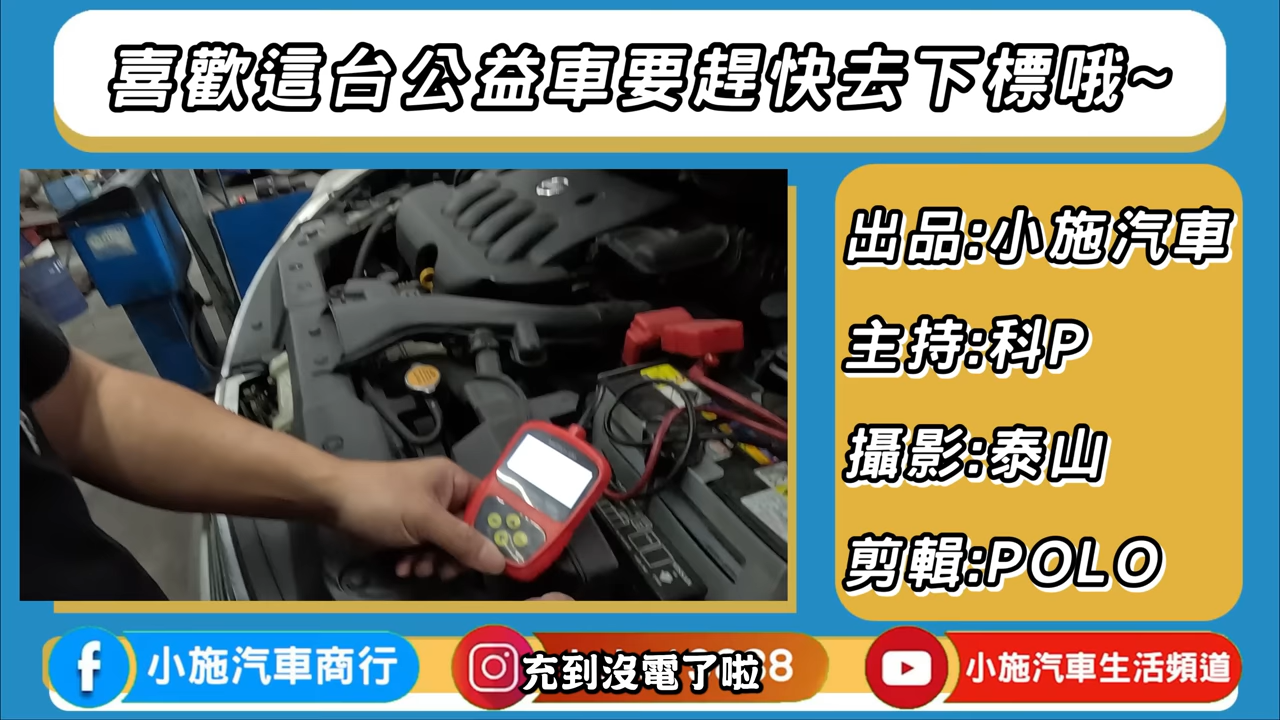 喜歡這台公益車要趕快去下標哦~
出品:小施汽車
主持:科P
攝影:泰山
剪輯:POLO
小施汽車商行
充到沒電了啦
小施汽車生活頻道